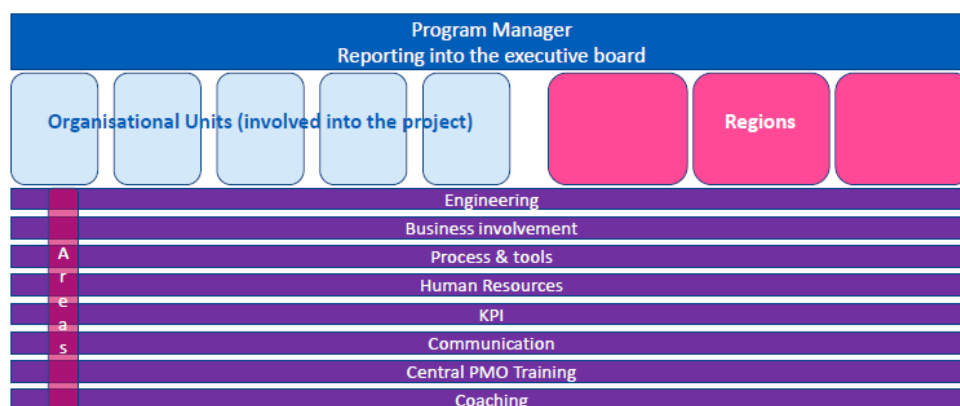 Program Manager
Reporting into the executive board
Organisational Units (involved into the project)
Regions
Areas
Engineering
Business involvement
Process & tools
Human Resources
KPI
Communication
Central PMO Training
Coaching